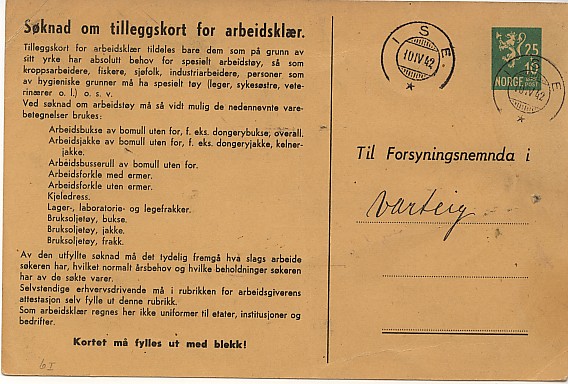 Søknad om tilleggskort for arbeidsklær.
Tilleggskort for arbeidsklær tildeles bare dem som på grunn av
sitt yrke har absolutt behov for spesielt arbeidstøy, så som
kroppsarbeidere, fiskere, sjøfolk, industriarbeidere, personer som
av hygieniske grunner må ha spesielt tøy (leger, sykesøstre, vete-
rinærer o. l.) o. s. v.
Ved søknad om arbeidstøy må så vidt mulig de nedennevnte vare-
betegnelser brukes:
Arbeidsbukse av bomull uten for, f. eks. dongerybukse, overall.
Arbeidsjakke av bomull uten for, f. eks. dongeryjakke, kelner-
jakke.
Arbeidsbusserull av bomull uten for.
Arbeidsforkle med ermer.
Arbeidsforkle uten ermer.
Kjeledress.
Lager-, laboratorie- og legefrakker.
Bruksoljetøy, bukse.
Bruksoljetøy, jakke.
Bruksoljetøy, frakk.
Av den utfylte søknad må det tydelig fremgå hva slags arbeide
søkeren har, hvilket normalt årsbehov og hvilke beholdninger søkeren
har av de søkte varer.
Selvstendige erhvervsdrivende må i rubrikken for arbeidsgiverens
attestasjon selv fylle ut denne rubrikk.
Som arbeidsklær regnes her ikke uniformer til etater, institusjoner og
bedrifter.
Kortet må fylles ut med blekk!
ISE
10 IV 42
25
10
NORGE
POST
E
10 IV 42
Til Forsyningsnemnda i
Varteig